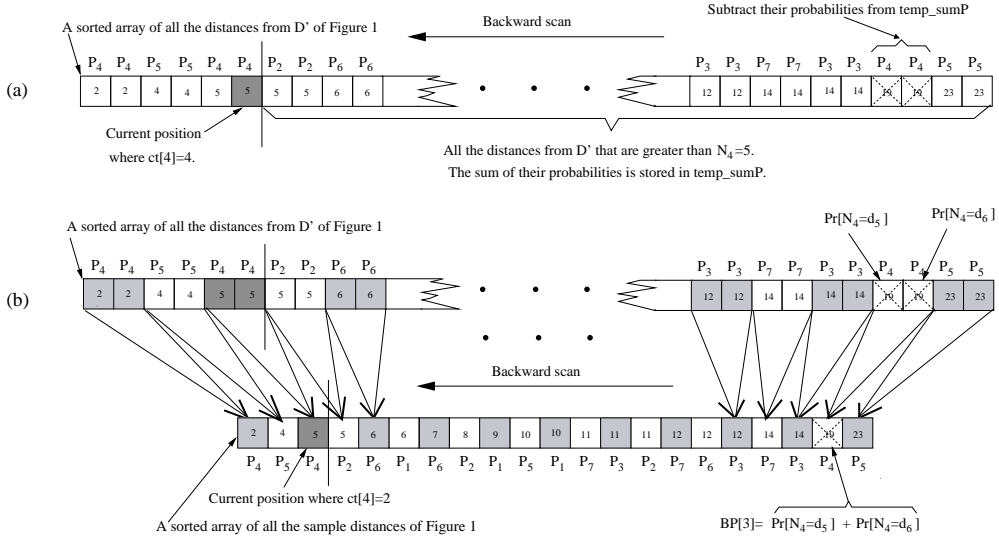 Subtract their probabilities from temp_sumP
Backward scan
A sorted array of all the distances from D' of Figure 1
P4 P4 P5 P5 P4 P4 P2 P2 P6 P6 P3 P3 P7 P7 P3 P3 P4 P4 P5 P5
(a)
2 2 4 4 5 5 5 5 6 6 12 12 14 14 14 14 19 19 23 23
Current position
where ct[4]=4.
All the distances from D' that are greater than N4=5.
The sum of their probabilities is stored in temp_sumP.
Pr[N4=d5] Pr[N4=d6]
A sorted array of all the distances from D' of Figure 1
P4 P4 P5 P5 P4 P4 P2 P2 P6 P6 P3 P3 P7 P7 P3 P3 P4 P4 P5 P5
(b)
2 2 4 4 5 5 5 5 6 6 12 12 14 14 14 14 19 19 23 23
Backward scan
2 4 5 5 6 6 7 8 9 10 10 11 11 11 12 12 12 14 14 19 23
P4 P5 P4 P2 P6 P1 P6 P2 P1 P5 P1 P7 P3 P2 P7 P6 P3 P7 P3 P4 P5
Current position where ct[4]=2
A sorted array of all the sample distances of Figure 1
BP[3]= Pr[N4=d5] + Pr[N4=d6]